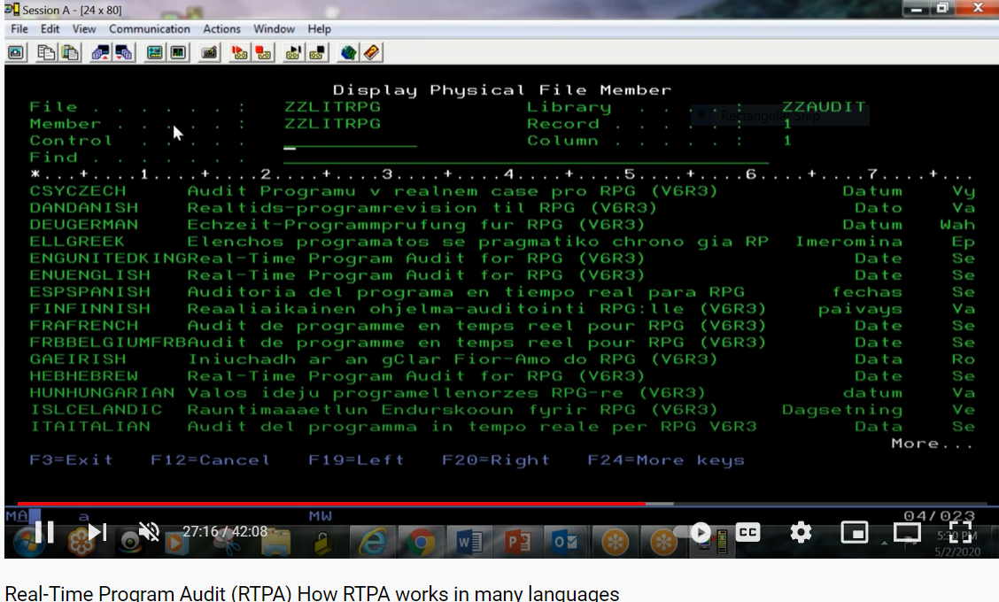 Session A - [24 x 80]
File Edit View Communication Actions Window Help
Display Physical File Member
File . . . . . . : ZZLITRPG Library . . . . : ZZAUDIT
Rectangular Snip
Member . . . . . : ZZLITRPG Record . . . . . : 1
Control . . . . . Column . . . . . : 1
Find . . . . . . .
*...+....1....+....2....+....3....+....4....+....5....+....6....+....7....+...
CSYCZECH Audit Programu v realnem case pro RPG (V6R3) Datum Vy
DANDANISH Realtids-programrevision til RPG (V6R3) Dato Va
DEUGERMAN Echzeit-Programmprufung fur RPG (V6R3) Datum Wah
ELLGREEK Elenchos programatos se pragmatiko chrono gia RP Imeromina Ep
ENGUNITEDKINGReal-Time Program Audit for RPG (V6R3) Date Se
ENUENGLISH Real-Time Program Audit for RPG (V6R3) Date Se
ESPSPANISH Auditoria del programa en tiempo real para RPG fechas Se
FINFINNISH Reaaliaikainen ohjelma-auditointi RPG:lle (V6R3) paivays Va
FRAFRENCH Audit de programme en temps reel pour RPG (V6R3) Date Se
FRBBELGIUMFRBAudit de programme en temps reel pour RPG (V6R3) Date Se
GAEIRISH Iniuchadh ar an gClar Fior-Amo do RPG (V6R3) Data Ro
HEBHEBREW Real-Time Program Audit for RPG (V6R3) Date Se
HUNHUNGARIAN Valos ideju programellenorzes RPG-re (V6R3) datum Va
ISLCELANDIC Rauntimaaaetlun Endurskooun fyrir RPG (V6R3) Dagsetning Ve
ITAITALIAN Audit del programma in tempo reale per RPG V6R3 Data Se
More...
F3=Exit F12=Cancel F19=Left F20=Right F24=More keys
MA a MW 04/023
27:16 / 42:08 CC
5:30 PM
5/2/2020
Real-Time Program Audit (RTPA) How RTPA works in many languages